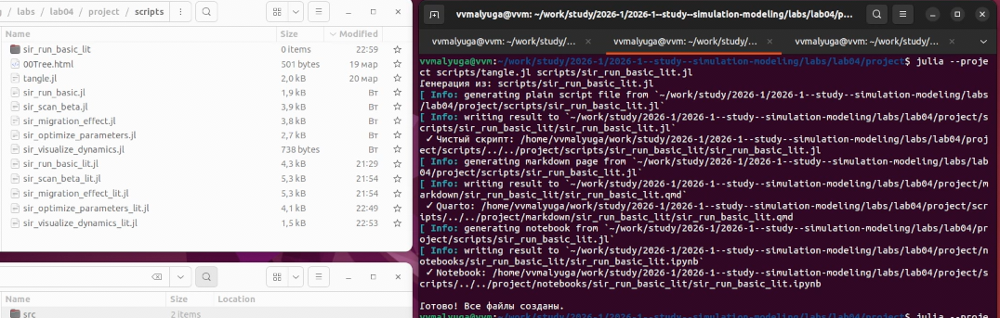 / labs / lab04 / project / scripts
Name Size Modified
sir_run_basic_lit 0 items 22:59
00Tree.html 501 bytes 19 мар
tangle.jl 2,0 kB 20 мар
sir_run_basic.jl 1,9 kB Вт
sir_scan_beta.jl 3,9 kB Вт
sir_migration_effect.jl 3,8 kB Вт
sir_optimize_parameters.jl 2,7 kB Вт
sir_visualize_dynamics.jl 738 bytes Вт
sir_run_basic_lit.jl 4,3 kB 21:29
sir_scan_beta_lit.jl 5,3 kB 21:54
sir_migration_effect_lit.jl 5,3 kB 21:54
sir_optimize_parameters_lit.jl 4,1 kB 22:49
sir_visualize_dynamics_lit.jl 1,5 kB 22:53
Name Size Location
src 2 items
vvmalyuga@vvm: ~/work/study/2026-1/2026-1--study--simulation-modeling/labs/lab04/p...
vvmalyuga@vvm: ~/work/study/... vvmalyuga@vvm: ~/work/study/... vvmalyuga@vvm: ~/work/study/...
vvmalyuga@vvm:~/work/study/2026-1/2026-1--study--simulation-modeling/labs/lab04/project$ julia --proje
ct scripts/tangle.jl scripts/sir_run_basic_lit.jl
Генерация из: scripts/sir_run_basic_lit.jl
[ Info: generating plain script file from `~/work/study/2026-1/2026-1--study--simulation-modeling/labs
/lab04/project/scripts/sir_run_basic_lit.jl`
[ Info: writing result to `~/work/study/2026-1/2026-1--study--simulation-modeling/labs/lab04/project/s
cripts/sir_run_basic_lit/sir_run_basic_lit.jl`
✓ Чистый скрипт: /home/vvmalyuga/work/study/2026-1/2026-1--study--simulation-modeling/labs/lab04/proj
ect/scripts/../../project/scripts/sir_run_basic_lit/sir_run_basic_lit.jl
[ Info: generating markdown page from `~/work/study/2026-1/2026-1--study--simulation-modeling/labs/lab
04/project/scripts/sir_run_basic_lit.jl`
[ Info: writing result to `~/work/study/2026-1/2026-1--study--simulation-modeling/labs/lab04/project/m
arkdown/sir_run_basic_lit/sir_run_basic_lit.qmd`
✓ Quarto: /home/vvmalyuga/work/study/2026-1/2026-1--study--simulation-modeling/labs/lab04/project/scr
ipts/../../project/markdown/sir_run_basic_lit/sir_run_basic_lit.qmd
[ Info: generating notebook from `~/work/study/2026-1/2026-1--study--simulation-modeling/labs/lab04/pr
oject/scripts/sir_run_basic_lit.jl`
[ Info: writing result to `~/work/study/2026-1/2026-1--study--simulation-modeling/labs/lab04/project/n
otebooks/sir_run_basic_lit/sir_run_basic_lit.ipynb`
✓ Notebook: /home/vvmalyuga/work/study/2026-1/2026-1--study--simulation-modeling/labs/lab04/project/s
cripts/../../project/notebooks/sir_run_basic_lit/sir_run_basic_lit.ipynb
Готово! Все файлы созданы.
vvmalyuga@vvm:~/work/study/2026-1/2026-1--study--simulation-modeling/labs/lab04/project$ julia --proje